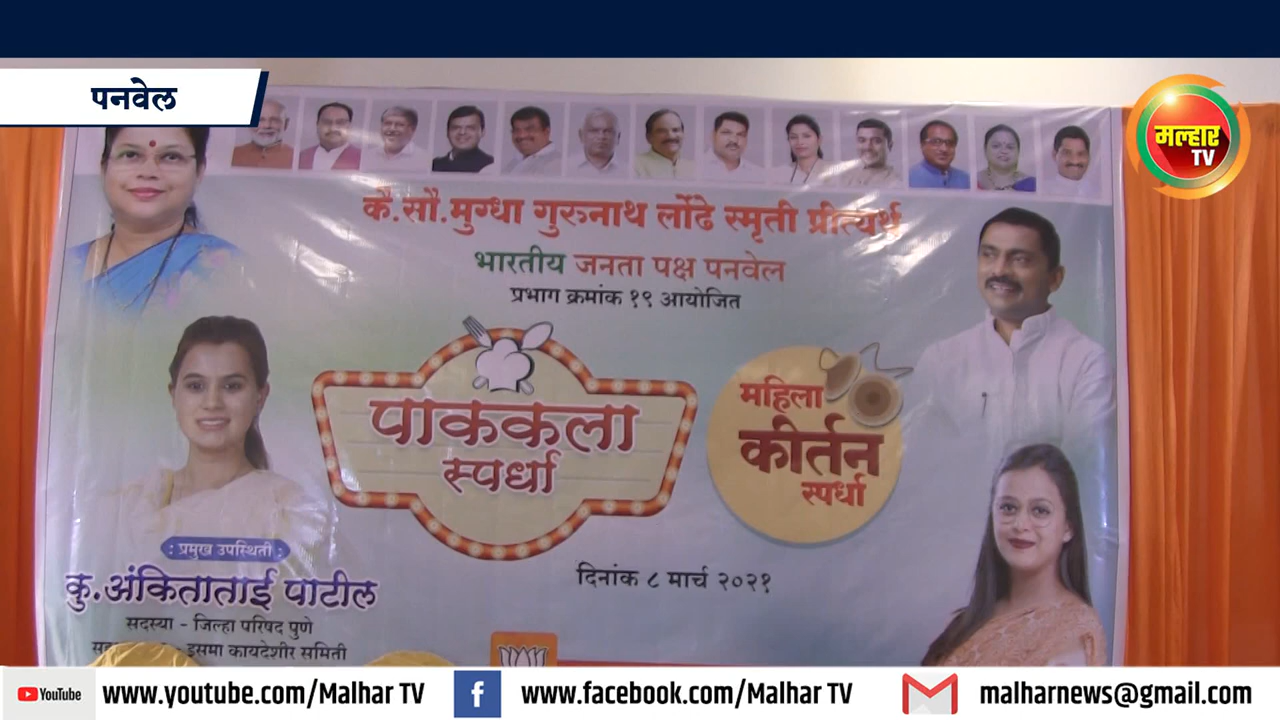 पनवेल
मल्हार
TV
कै.सौ.मुग्धा गुरुनाथ लोंढे स्मृती प्रीत्यर्थ
भारतीय जनता पक्ष पनवेल
प्रभाग क्रमांक १९ आयोजित
पाककला
स्पर्धा
महिला
कीर्तन
स्पर्धा
: प्रमुख उपस्थिती :
कु.अंकिताताई पाटील
सदस्या - जिल्हा परिषद पुणे
इसमा कायदेशीर समिती
दिनांक ८ मार्च २०२१
YouTube www.youtube.com/Malhar TV
www.facebook.com/Malhar TV
malharnews@gmail.com